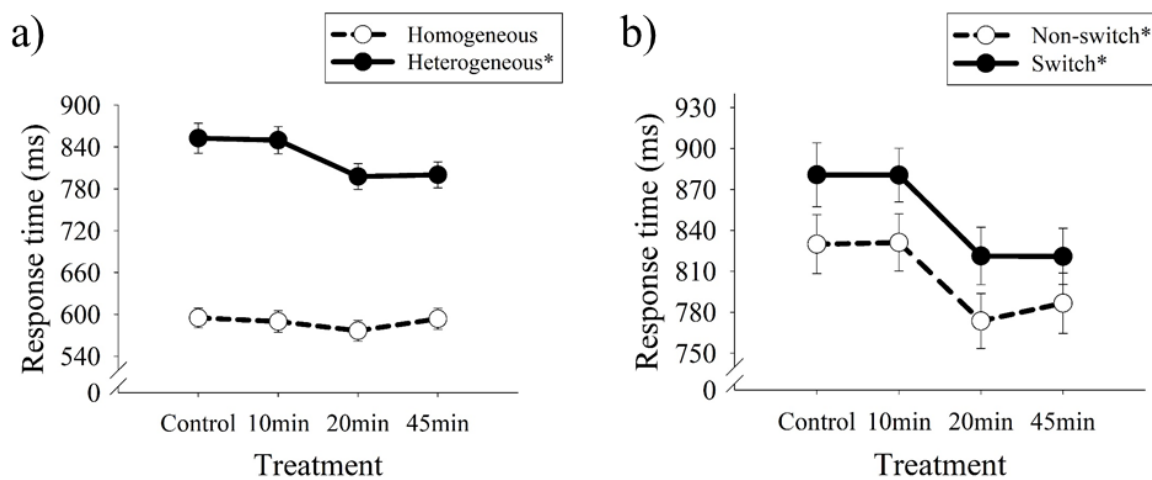 a)
Homogeneous
Heterogeneous*
Response time (ms)
900
840
780
720
660
600
540
0
Control 10min 20min 45min
Treatment
b)
Non-switch*
Switch*
Response time (ms)
930
900
870
840
810
780
750
0
Control 10min 20min 45min
Treatment